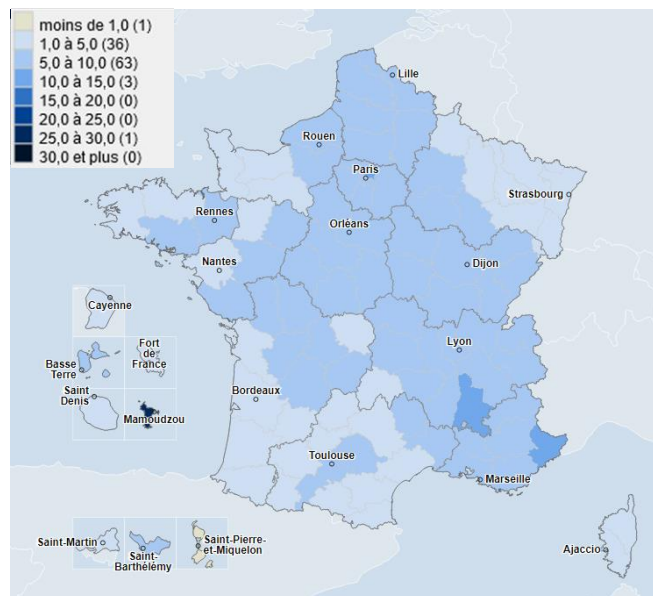 moins de 1,0 (1)
1,0 à 5,0 (36)
5,0 à 10,0 (63)
10,0 à 15,0 (3)
15,0 à 20,0 (0)
20,0 à 25,0 (0)
25,0 à 30,0 (1)
30,0 et plus (0)
Lille
Rouen
Paris
Strasbourg
Rennes
Orléans
Nantes
Dijon
Cayenne
Lyon
Fort
de
France
Basse
Terre
Saint
Denis
Bordeaux
Mamoudzou
Toulouse
Marseille
Saint-Martin
Saint-
Barthélémy
Saint-Pierre-
et-Miquelon
Ajaccio